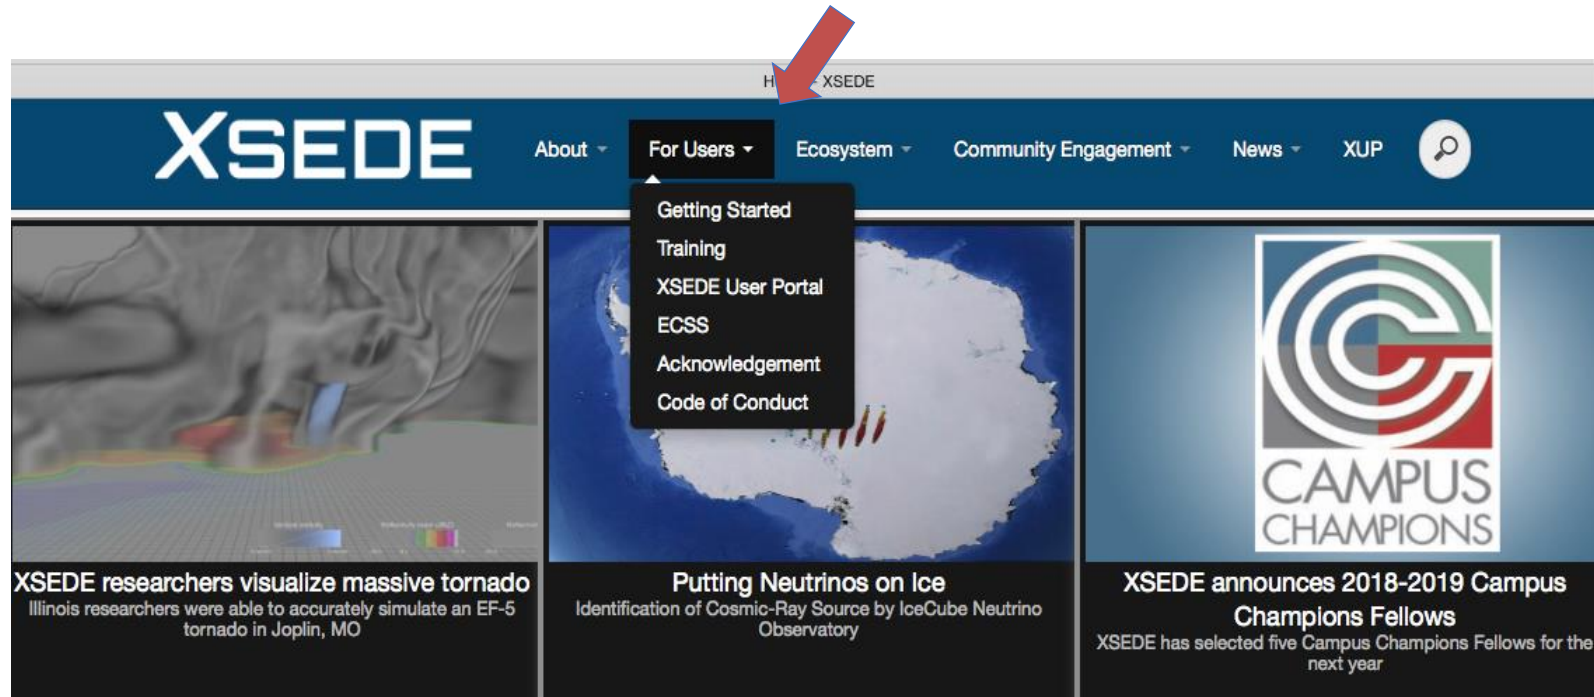 XSEDE
XSEDE
About
For Users
Ecosystem
Community Engagement
News
XUP
Getting Started
Training
XSEDE User Portal
ECSS
Acknowledgement
Code of Conduct
CAMPUS
CHAMPIONS
XSEDE researchers visualize massive tornado
Illinois researchers were able to accurately simulate an EF-5
tornado in Joplin, MO
Putting Neutrinos on Ice
Identification of Cosmic-Ray Source by IceCube Neutrino
Observatory
XSEDE announces 2018-2019 Campus
Champions Fellows
XSEDE has selected five Campus Champions Fellows for the
next year